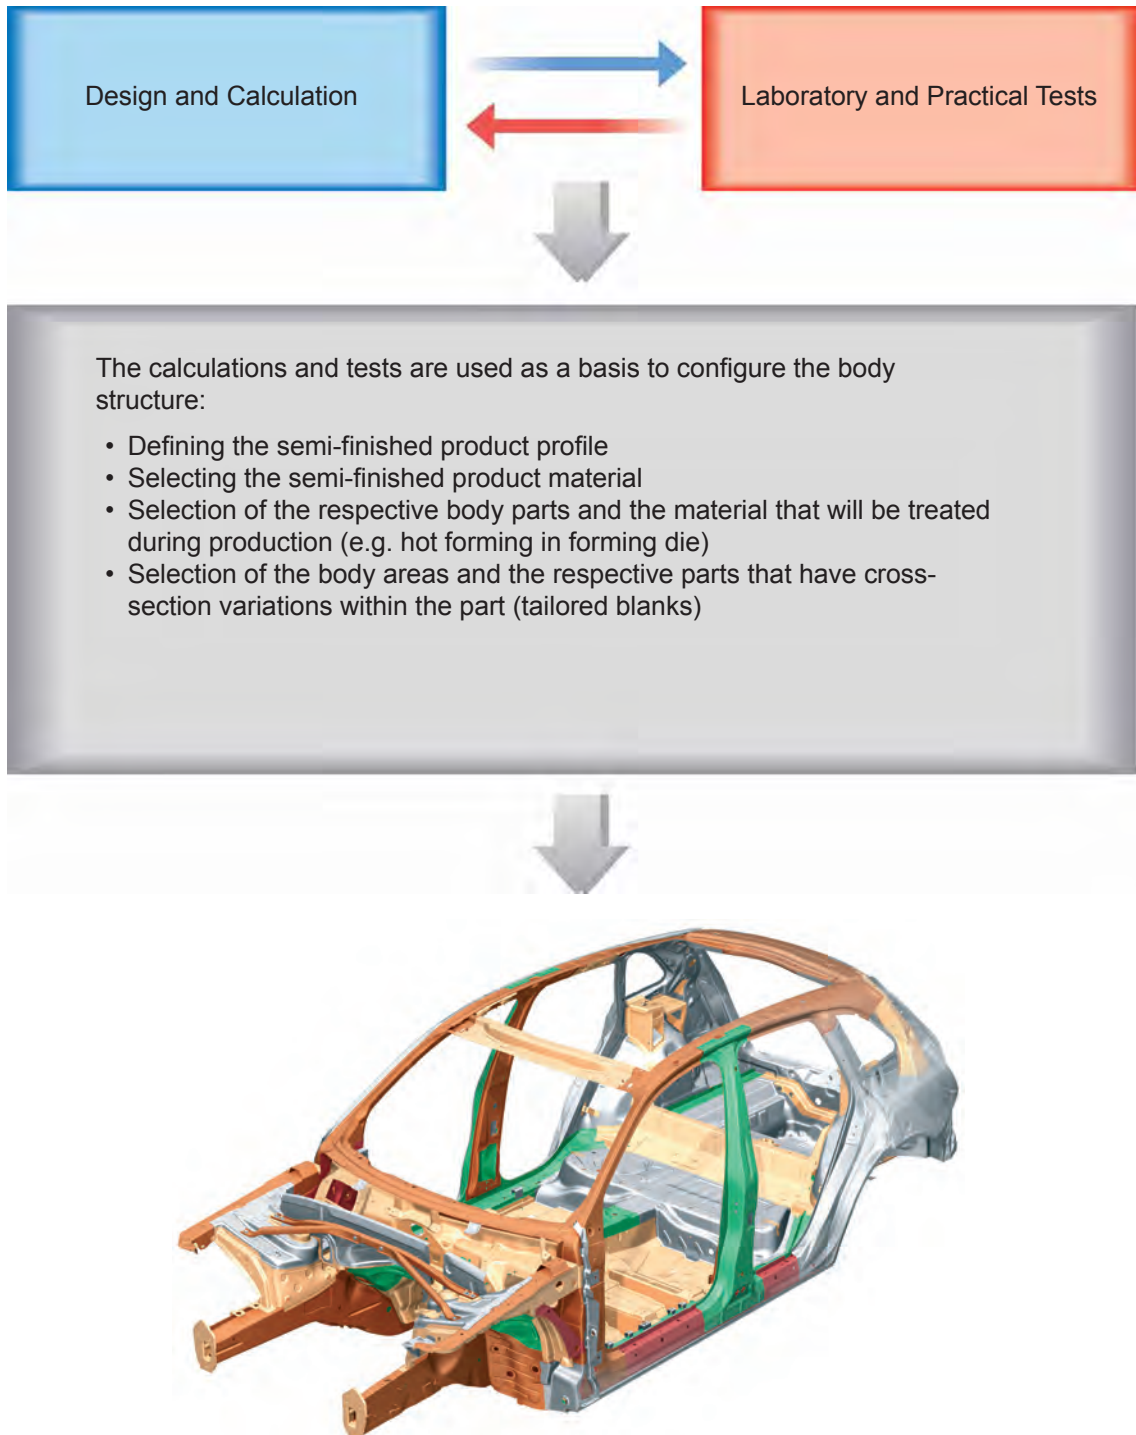 Design and Calculation
Laboratory and Practical Tests
The calculations and tests are used as a basis to configure the body
structure:
• Defining the semi-finished product profile
• Selecting the semi-finished product material
• Selection of the respective body parts and the material that will be treated
during production (e.g. hot forming in forming die)
• Selection of the body areas and the respective parts that have cross-
section variations within the part (tailored blanks)